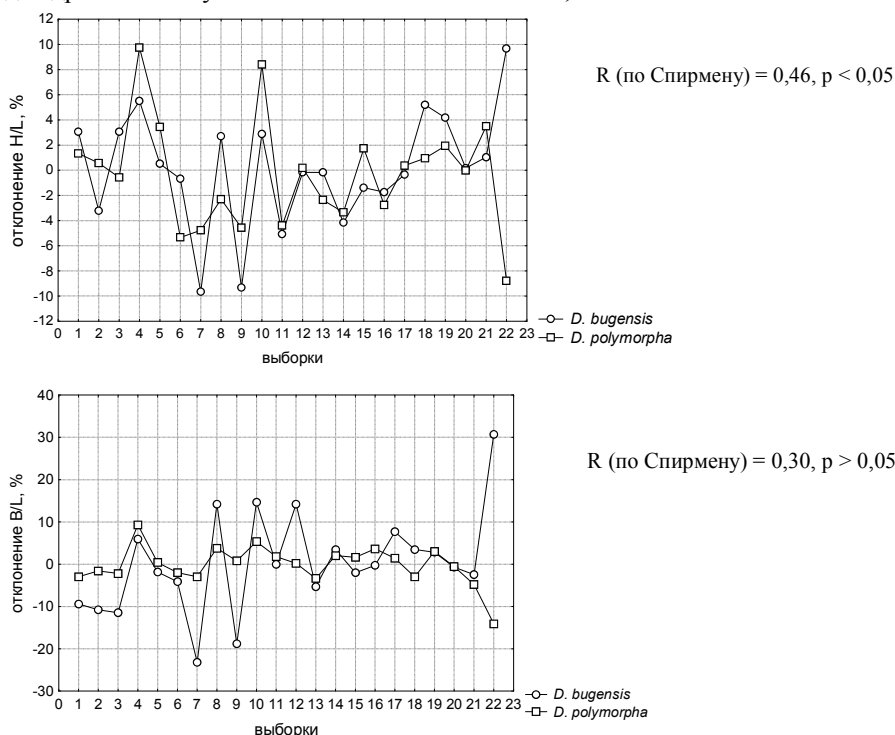 12
10
8
6
4
2
0
-2
-4
-6
-8
-10
-12
отклонение H/L, %
0 1 2 3 4 5 6 7 8 9 10 11 12 13 14 15 16 17 18 19 20 21 22 23
выборки
D. bugensis
D. polymorpha
R (по Спирмену) = 0,46, p < 0,05
40
30
20
10
0
-10
-20
-30
отклонение B/L, %
0 1 2 3 4 5 6 7 8 9 10 11 12 13 14 15 16 17 18 19 20 21 22 23
выборки
D. bugensis
D. polymorpha
R (по Спирмену) = 0,30, p > 0,05